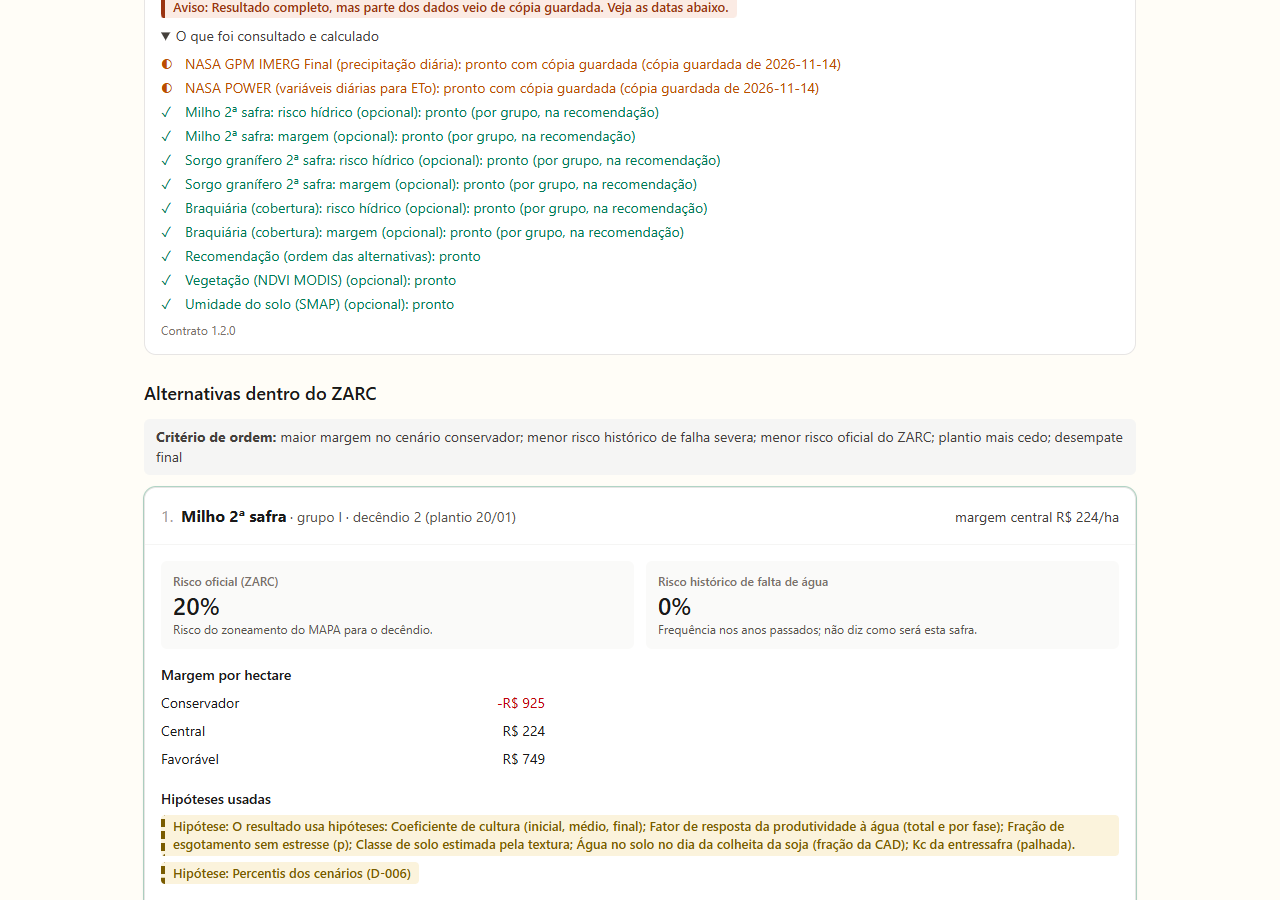 Aviso: Resultado completo, mas parte dos dados veio de cópia guardada. Veja as datas abaixo.
▼ O que foi consultado e calculado
◐ NASA GPM IMERG Final (precipitação diária): pronto com cópia guardada (cópia guardada de 2026-11-14)
◐ NASA POWER (variáveis diárias para ETo): pronto com cópia guardada (cópia guardada de 2026-11-14)
✓ Milho 2ª safra: risco hídrico (opcional): pronto (por grupo, na recomendação)
✓ Milho 2ª safra: margem (opcional): pronto (por grupo, na recomendação)
✓ Sorgo granífero 2ª safra: risco hídrico (opcional): pronto (por grupo, na recomendação)
✓ Sorgo granífero 2ª safra: margem (opcional): pronto (por grupo, na recomendação)
✓ Braquiária (cobertura): risco hídrico (opcional): pronto (por grupo, na recomendação)
✓ Braquiária (cobertura): margem (opcional): pronto (por grupo, na recomendação)
✓ Recomendação (ordem das alternativas): pronto
✓ Vegetação (NDVI MODIS) (opcional): pronto
✓ Umidade do solo (SMAP) (opcional): pronto
Contrato 1.2.0
Alternativas dentro do ZARC
Critério de ordem: maior margem no cenário conservador; menor risco histórico de falha severa; menor risco oficial do ZARC; plantio mais cedo; desempate
final
1. Milho 2ª safra · grupo I · decêndio 2 (plantio 20/01)
margem central R$ 224/ha
Risco oficial (ZARC)
20%
Risco do zoneamento do MAPA para o decêndio.
Risco histórico de falta de água
0%
Frequência nos anos passados; não diz como será esta safra.
Margem por hectare
Conservador -R$ 925
Central R$ 224
Favorável R$ 749
Hipóteses usadas
Hipótese: O resultado usa hipóteses: Coeficiente de cultura (inicial, médio, final); Fator de resposta da produtividade à água (total e por fase); Fração de
esgotamento sem estresse (p); Classe de solo estimada pela textura; Água no solo no dia da colheita da soja (fração da CAD); Kc da entressafra (palhada).
Hipótese: Percentis dos cenários (D-006)